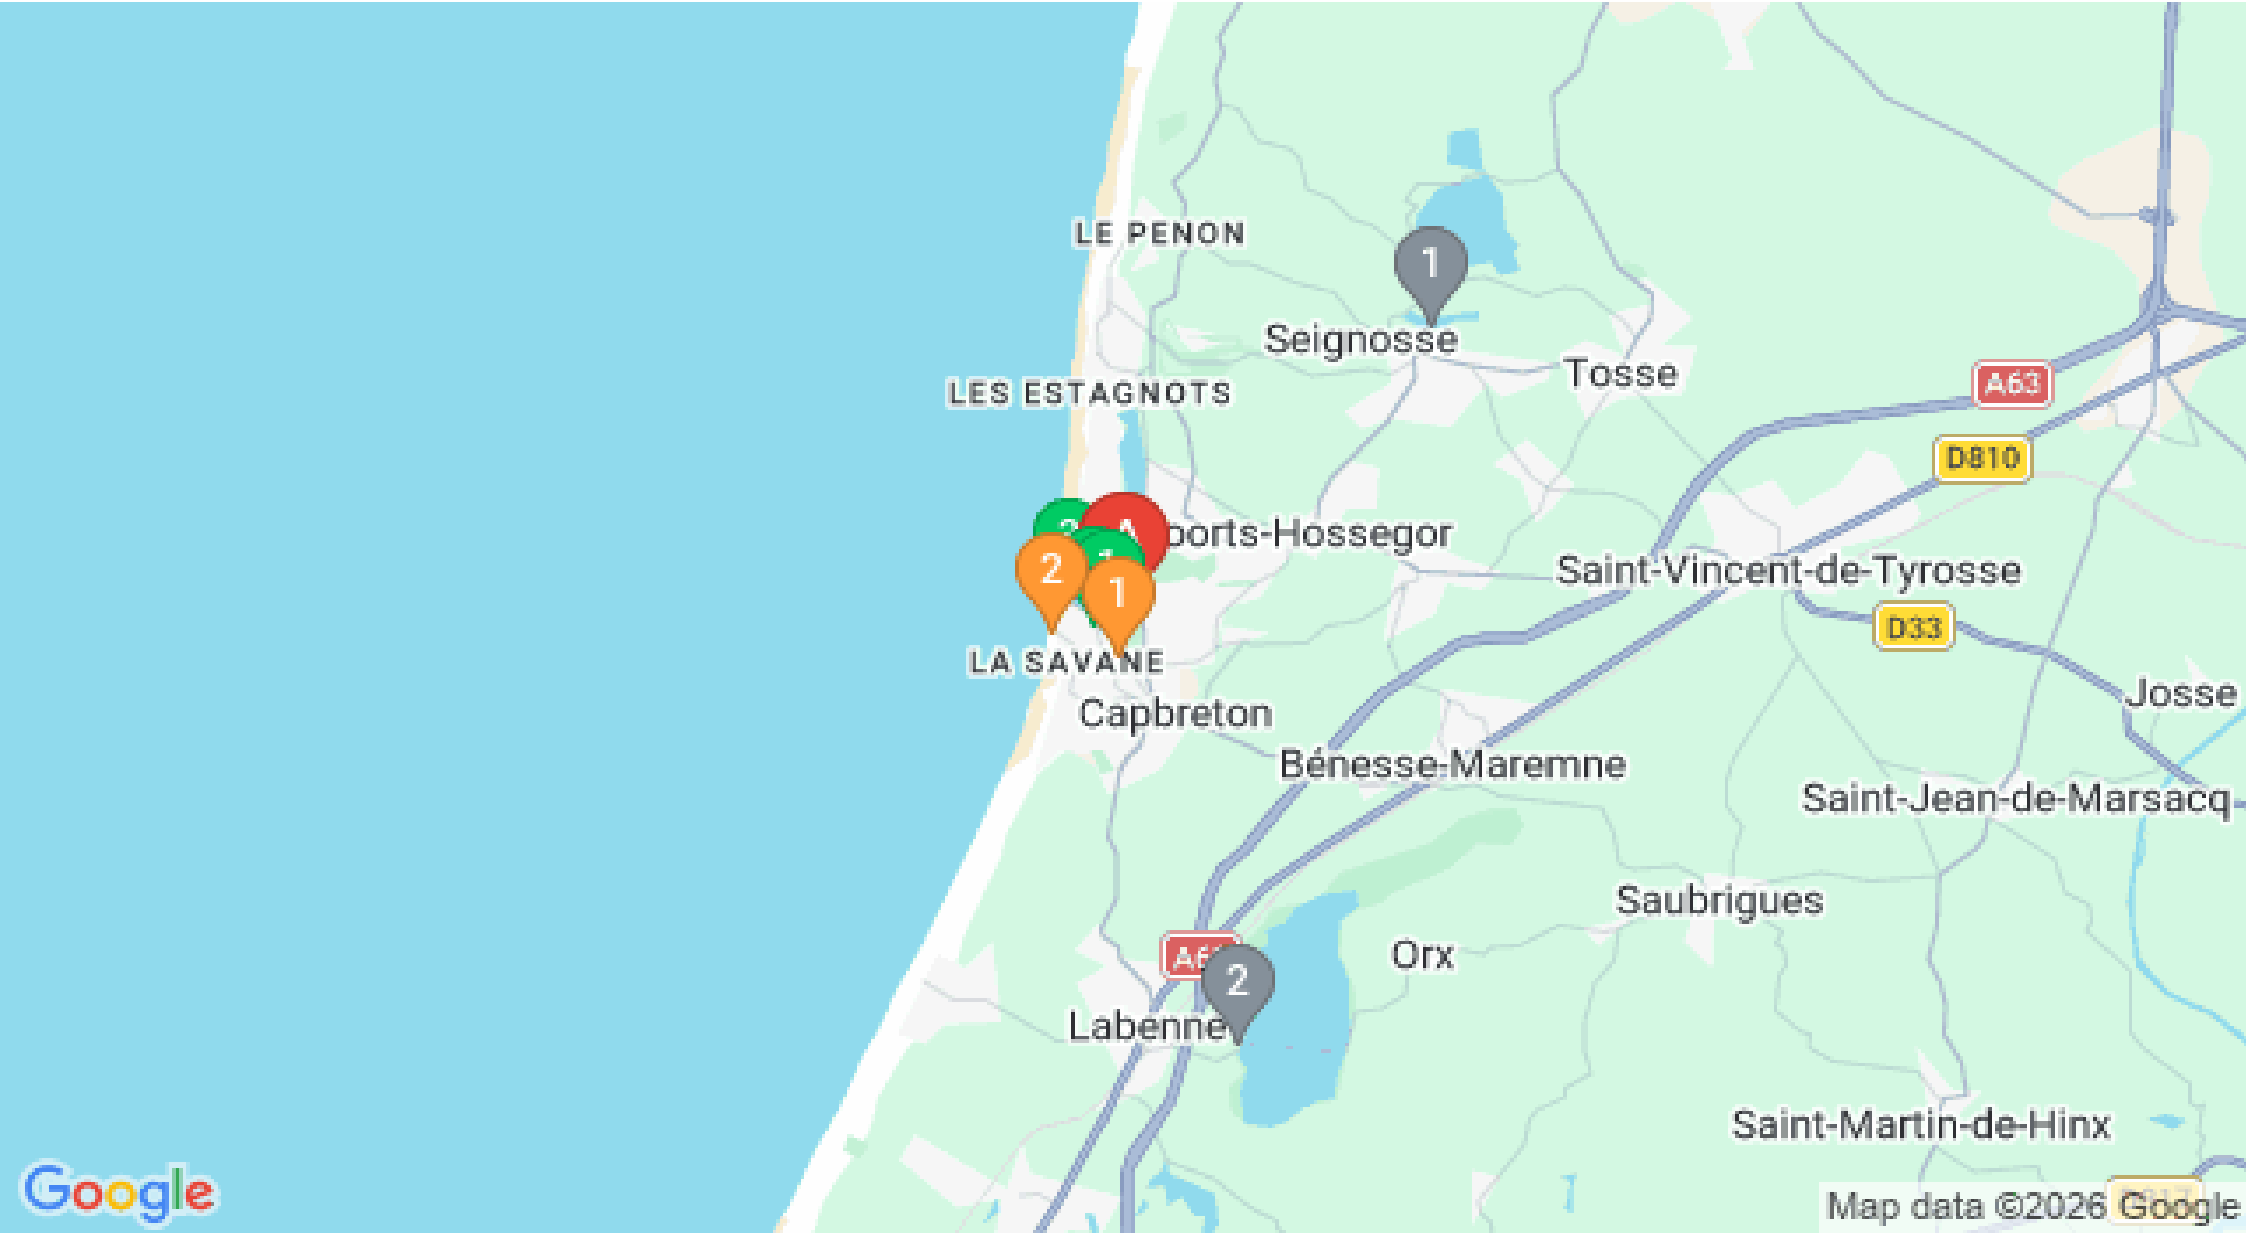 LE PENON
1
Seignosse
Tosse
A63
LES ESTAGNOTS
D810
A
oorts-Hossegor
2
1
1
Saint-Vincent-de-Tyrosse
D33
LA SAVANE
Josse
Capbreton
Bénesse-Maremne
Saint-Jean-de-Marsacq
Saubrigues
Orx
2
Labenne
Saint-Martin-de-Hinx
Google
Map data ©2026 Google